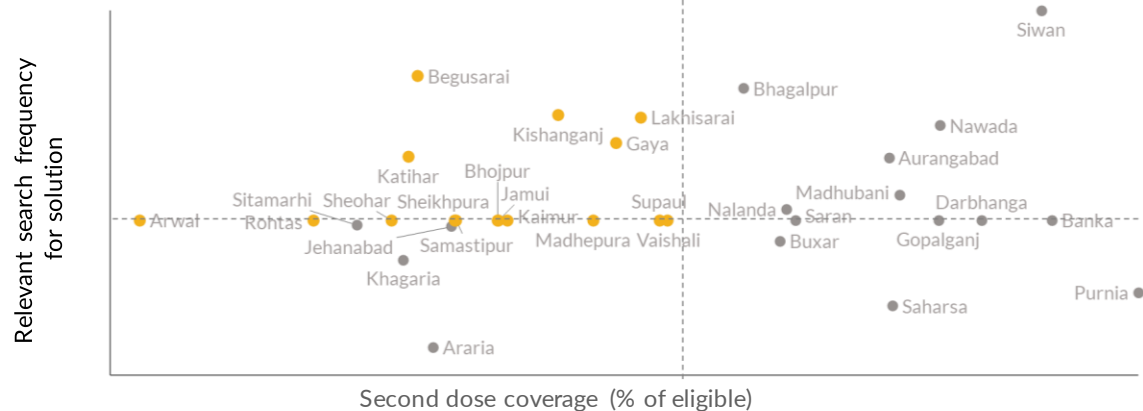 Relevant search frequency
for solution
Siwan
Begusarai
Bhagalpur
Lakhisarai
Kishanganj
Nawada
Gaya
Aurangabad
Katihar
Bhojpur
Sitamarhi
Sheohar
Sheikhpura
Jamui
Supaul
Madhubani
Darbhanga
Arwal
Rohtas
Kaimur
Nalanda
Saran
Banka
Jehanabad
Samastipur
Madhepura
Vaishali
Buxar
Gopalganj
Khagaria
Purnia
Saharsa
Araria
Second dose coverage (% of eligible)